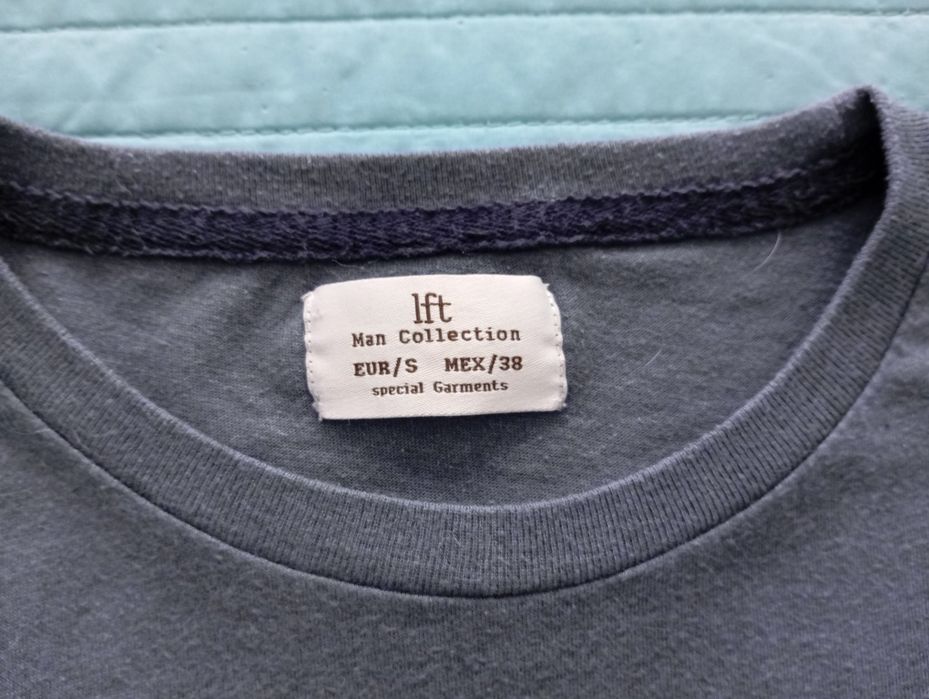 lft
Man Collection
EUR/S MEX/38
special Garments